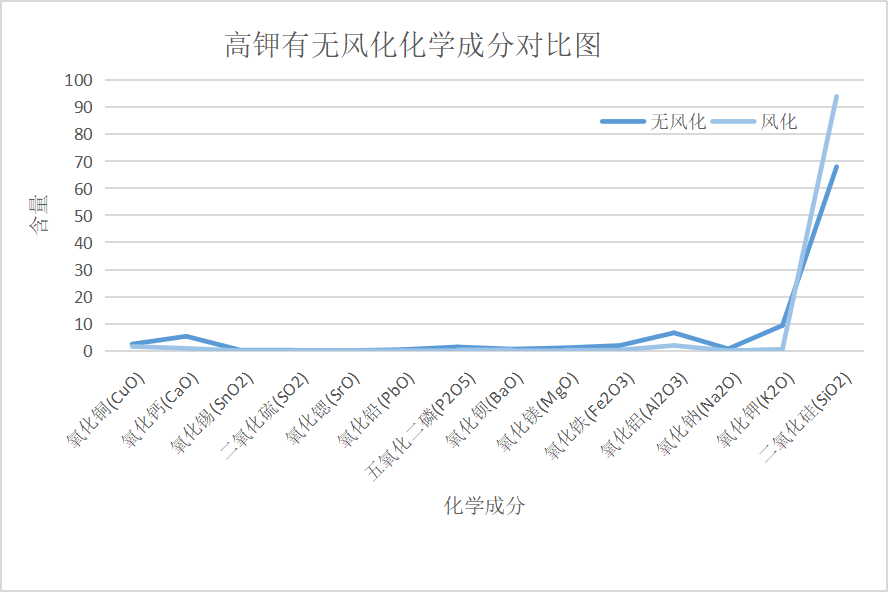 高钾有无风化化学成分对比图
无风化
风化
100
90
80
70
60
50
40
30
20
10
0
含量
氧化铜(CuO)
氧化钙(CaO)
氧化锡(SnO2)
二氧化硫(SO2)
氧化锶(SrO)
氧化铅(PbO)
五氧化二磷(P2O5)
氧化钡(BaO)
氧化镁(MgO)
氧化铁(Fe2O3)
氧化铝(Al2O3)
氧化钠(Na2O)
氧化钾(K2O)
二氧化硅(SiO2)
化学成分